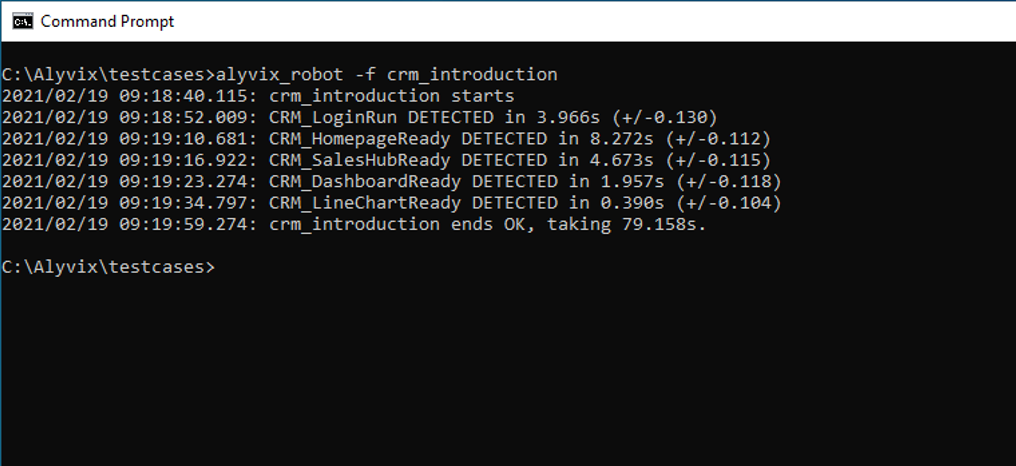 Command Prompt
C:\Alyvix\testcases>alyvix_robot -f crm_introduction
2021/02/19 09:18:40.115: crm_introduction starts
2021/02/19 09:18:52.009: CRM_LoginRun DETECTED in 3.966s (+/-0.130)
2021/02/19 09:19:10.681: CRM_HomepageReady DETECTED in 8.272s (+/-0.112)
2021/02/19 09:19:16.922: CRM_SalesHubReady DETECTED in 4.673s (+/-0.115)
2021/02/19 09:19:23.274: CRM_DashboardReady DETECTED in 1.957s (+/-0.118)
2021/02/19 09:19:34.797: CRM_LineChartReady DETECTED in 0.390s (+/-0.104)
2021/02/19 09:19:59.274: crm_introduction ends OK, taking 79.158s.
C:\Alyvix\testcases>